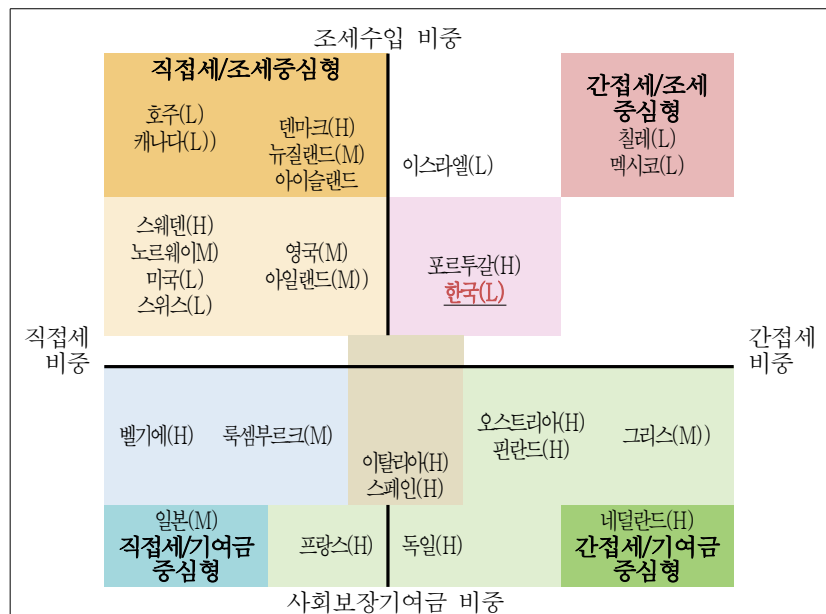 조세수입 비중
직접세/조세중심형
호주(L)
캐나다(L))
덴마크(H)
뉴질랜드(M)
아이슬랜드
이스라엘(L)
간접세/조세
중심형
칠레(L)
멕시코(L)
스웨덴(H)
노르웨이M)
미국(L)
스위스(L)
영국(M)
아일랜드(M))
포르투갈(H)
한국(L)
직접세
비중
간접세
비중
벨기에(H)
룩셈부르크(M)
이탈리아(H)
스페인(H)
오스트리아(H)
핀란드(H)
그리스(M))
일본(M)
직접세/기여금
중심형
프랑스(H)
독일(H)
네덜란드(H)
간접세/기여금
중심형
사회보장기여금 비중